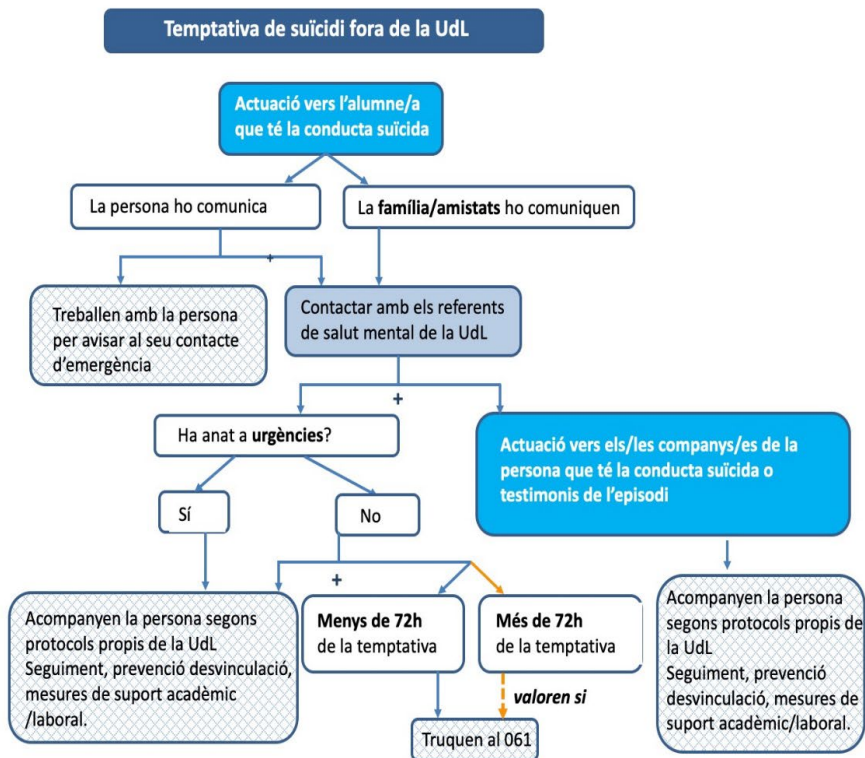 Temptativa de suïcidi fora de la UdL
Actuació vers l'alumne/a
que té la conducta suïcida
La persona ho comunica
La família/amistats ho comuniquen
+
Treballen amb la persona
per avisar al seu contacte
d'emergència
Contactar amb els referents
de salut mental de la UdL
+
Ha anat a urgències?
Actuació vers els/les companys/es de la
persona que té la conducta suïcida o
testimonis de l'episodi
Sí
No
+
Acompanyen la persona segons
protocols propis de la UdL
Seguiment, prevenció desvinculació,
mesures de suport acadèmic
/laboral.
Menys de 72h
de la temptativa
Més de 72h
de la temptativa
valoren si
Truquen al 061
Acompanyen la persona
segons protocols propis de
la UdL
Seguiment, prevenció
desvinculació, mesures de
suport acadèmic/laboral.